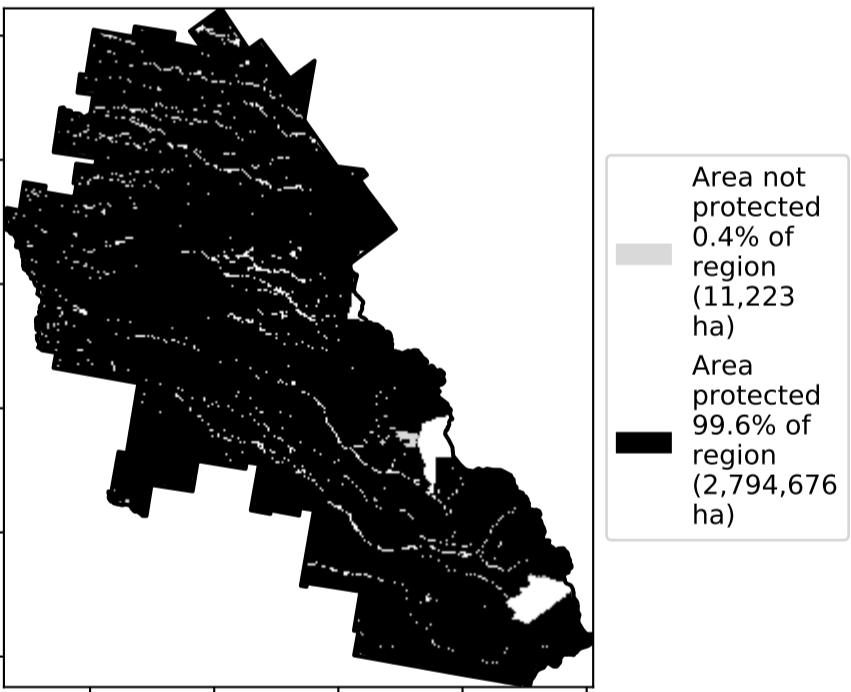 Area not
protected
0.4% of
region
(11,223
ha)
Area
protected
99.6% of
region
(2,794,676
ha)